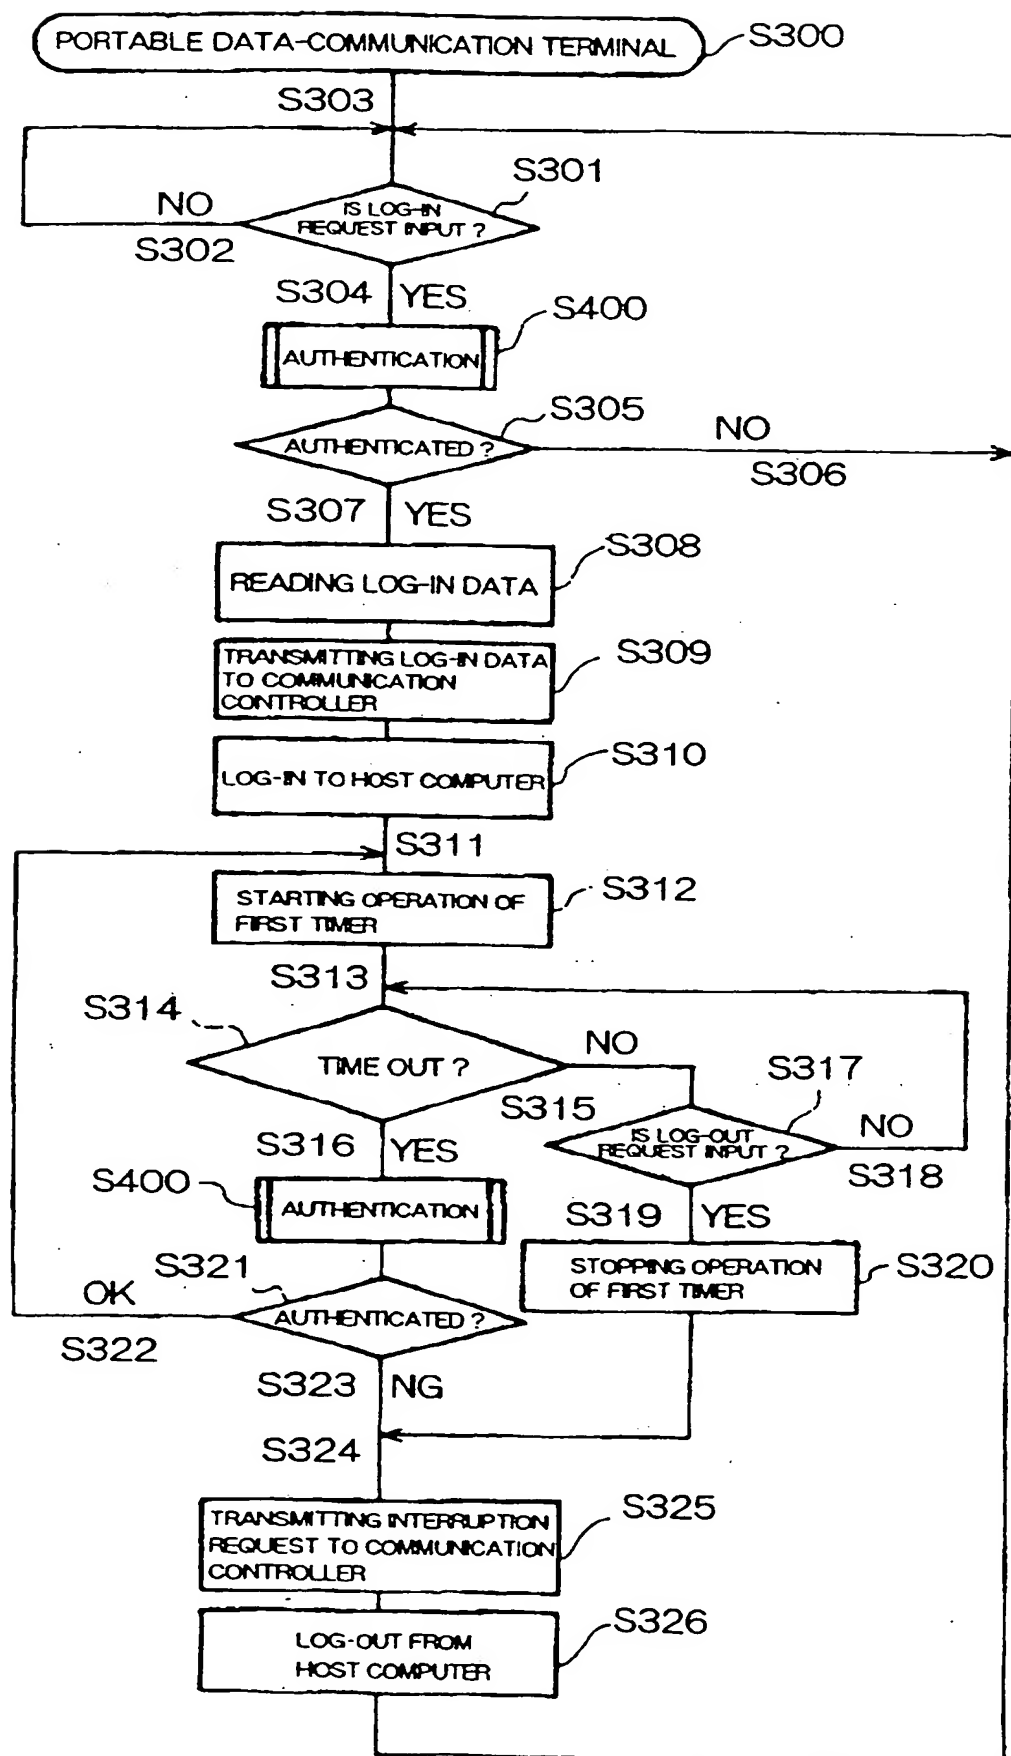 PORTABLE DATA-COMMUNICATION TERMINAL
S300
S303
S301
IS LOG-IN
REQUEST INPUT ?
NO
S302
S304
YES
S400
AUTHENTICATION
S305
AUTHENTICATED ?
NO
S306
S307
YES
S308
READING LOG-IN DATA
S309
TRANSMITTING LOG-IN DATA
TO COMMUNICATION
CONTROLLER
S310
LOG-IN TO HOST COMPUTER
S311
S312
STARTING OPERATION OF
FIRST TIMER
S313
S314
TIME OUT ?
NO
S315
S317
IS LOG-OUT
REQUEST INPUT ?
NO
S318
S316
YES
S400
AUTHENTICATION
S319
YES
S320
STOPPING OPERATION
OF FIRST TIMER
S321
OK
AUTHENTICATED ?
S322
S323
NG
S324
S325
TRANSMITTING INTERRUPTION
REQUEST TO COMMUNICATION
CONTROLLER
S326
LOG-OUT FROM
HOST COMPUTER